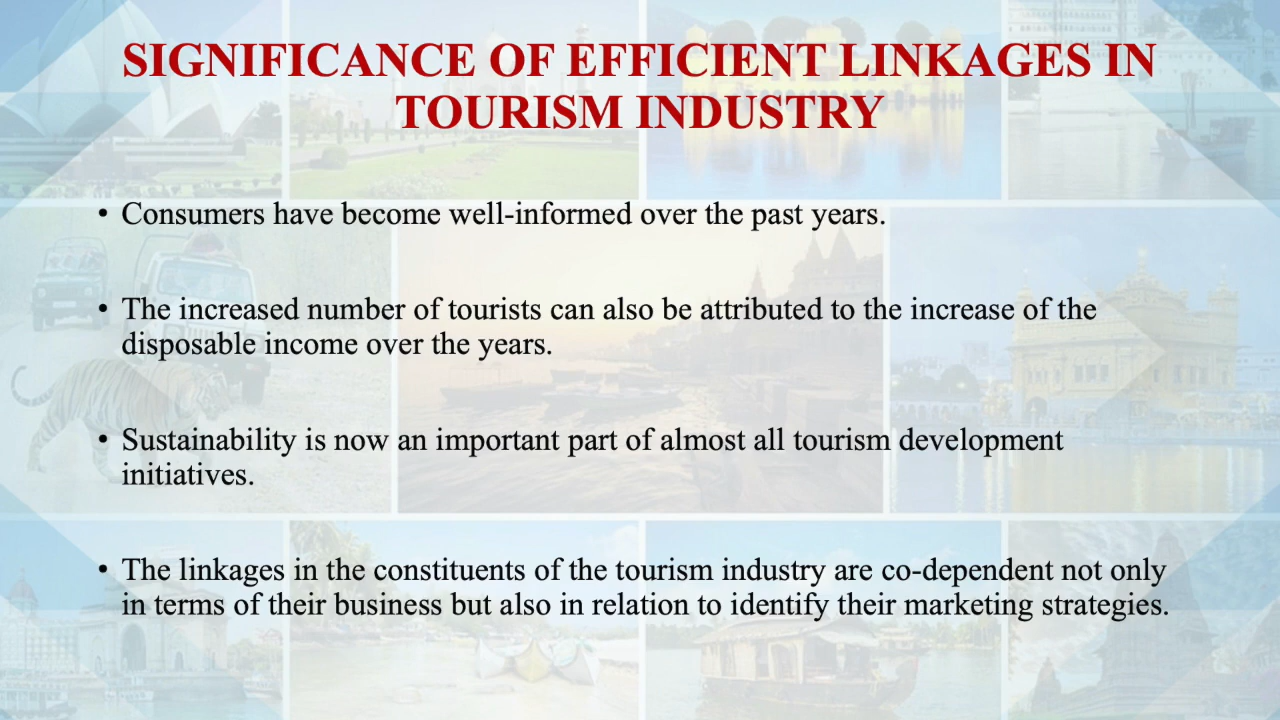 SIGNIFICANCE OF EFFICIENT LINKAGES IN
TOURISM INDUSTRY
• Consumers have become well-informed over the past years.
• The increased number of tourists can also be attributed to the increase of the
disposable income over the years.
• Sustainability is now an important part of almost all tourism development
initiatives.
• The linkages in the constituents of the tourism industry are co-dependent not only
in terms of their business but also in relation to identify their marketing strategies.